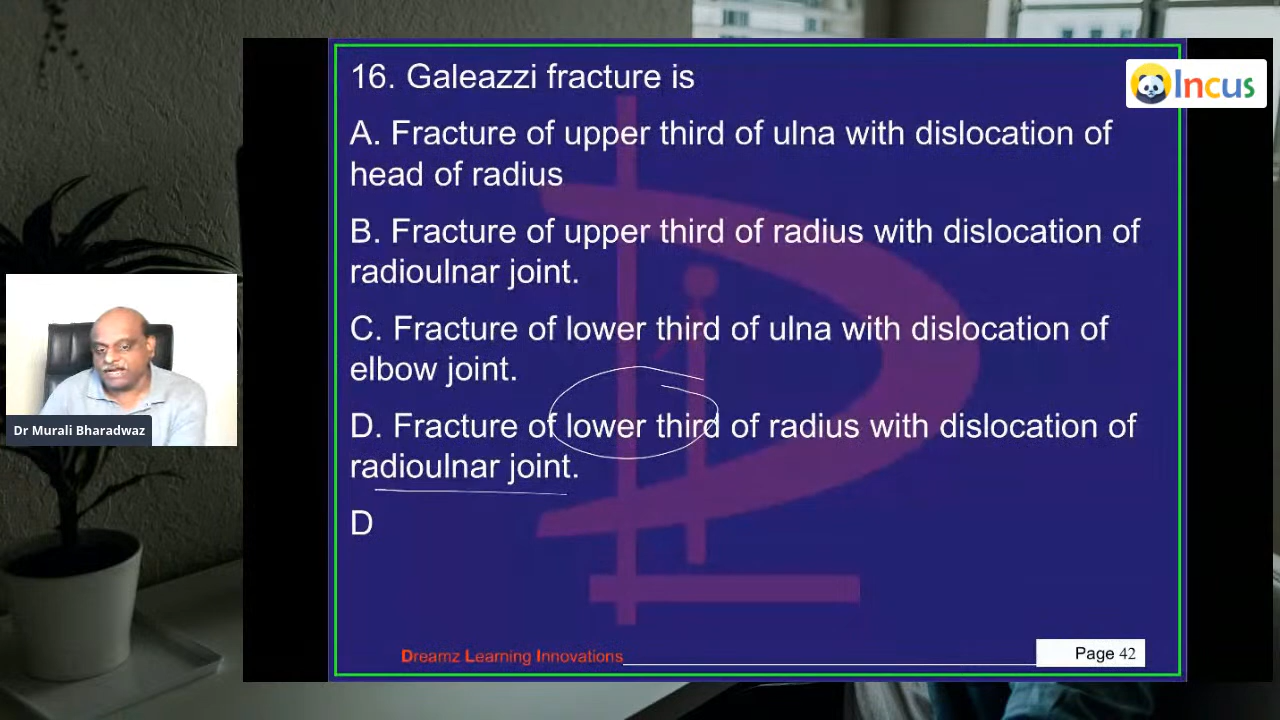 16. Galeazzi fracture is
A. Fracture of upper third of ulna with dislocation of
head of radius
B. Fracture of upper third of radius with dislocation of
radioulnar joint.
C. Fracture of lower third of ulna with dislocation of
elbow joint.
D. Fracture of lower third of radius with dislocation of
radioulnar joint.
D
Dreamz Learning Innovations
Page 42
Incus
Dr Murali Bharadwaz